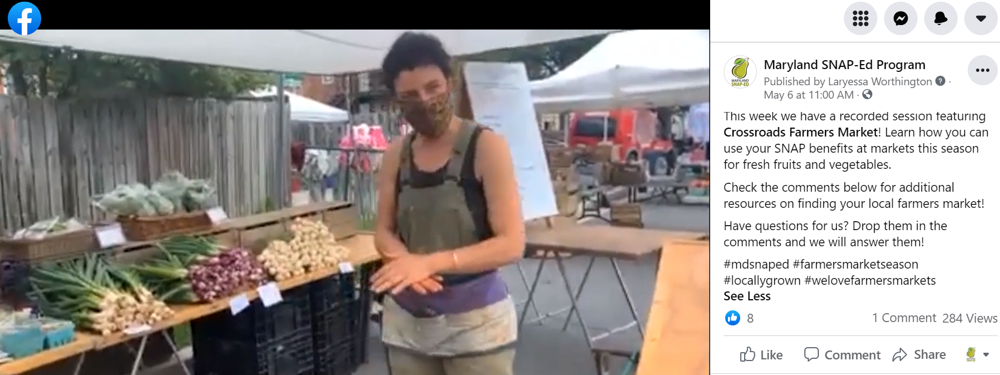 Maryland SNAP-Ed Program
MARYLAND
SNAP-ED
Published by Laryessa Worthington ·
May 6 at 11:00 AM ·
This week we have a recorded session featuring
Crossroads Farmers Market! Learn how you can
use your SNAP benefits at markets this season
for fresh fruits and vegetables.
Check the comments below for additional
resources on finding your local farmers market!
Have questions for us? Drop them in the
comments and we will answer them!
#mdsnaped #farmersmarketseason
#locallygrown #welovefarmersmarkets
See Less
8
1 Comment 284 Views
Like Comment Share